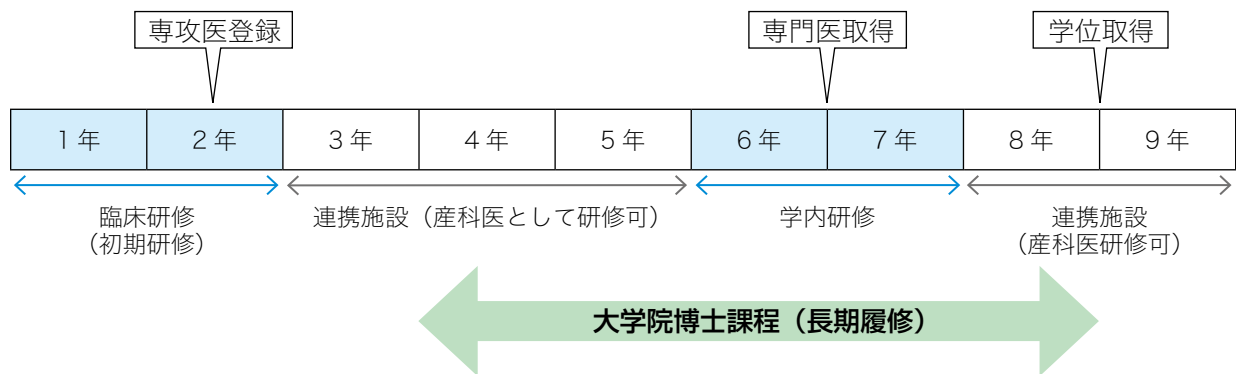 専攻医登録
専門医取得
学位取得
1年
2年
3年
4年
5年
6年
7年
8年
9年
臨床研修
（初期研修）
連携施設（産科医として研修可）
学内研修
連携施設
（産科医研修可）
大学院博士課程（長期履修）